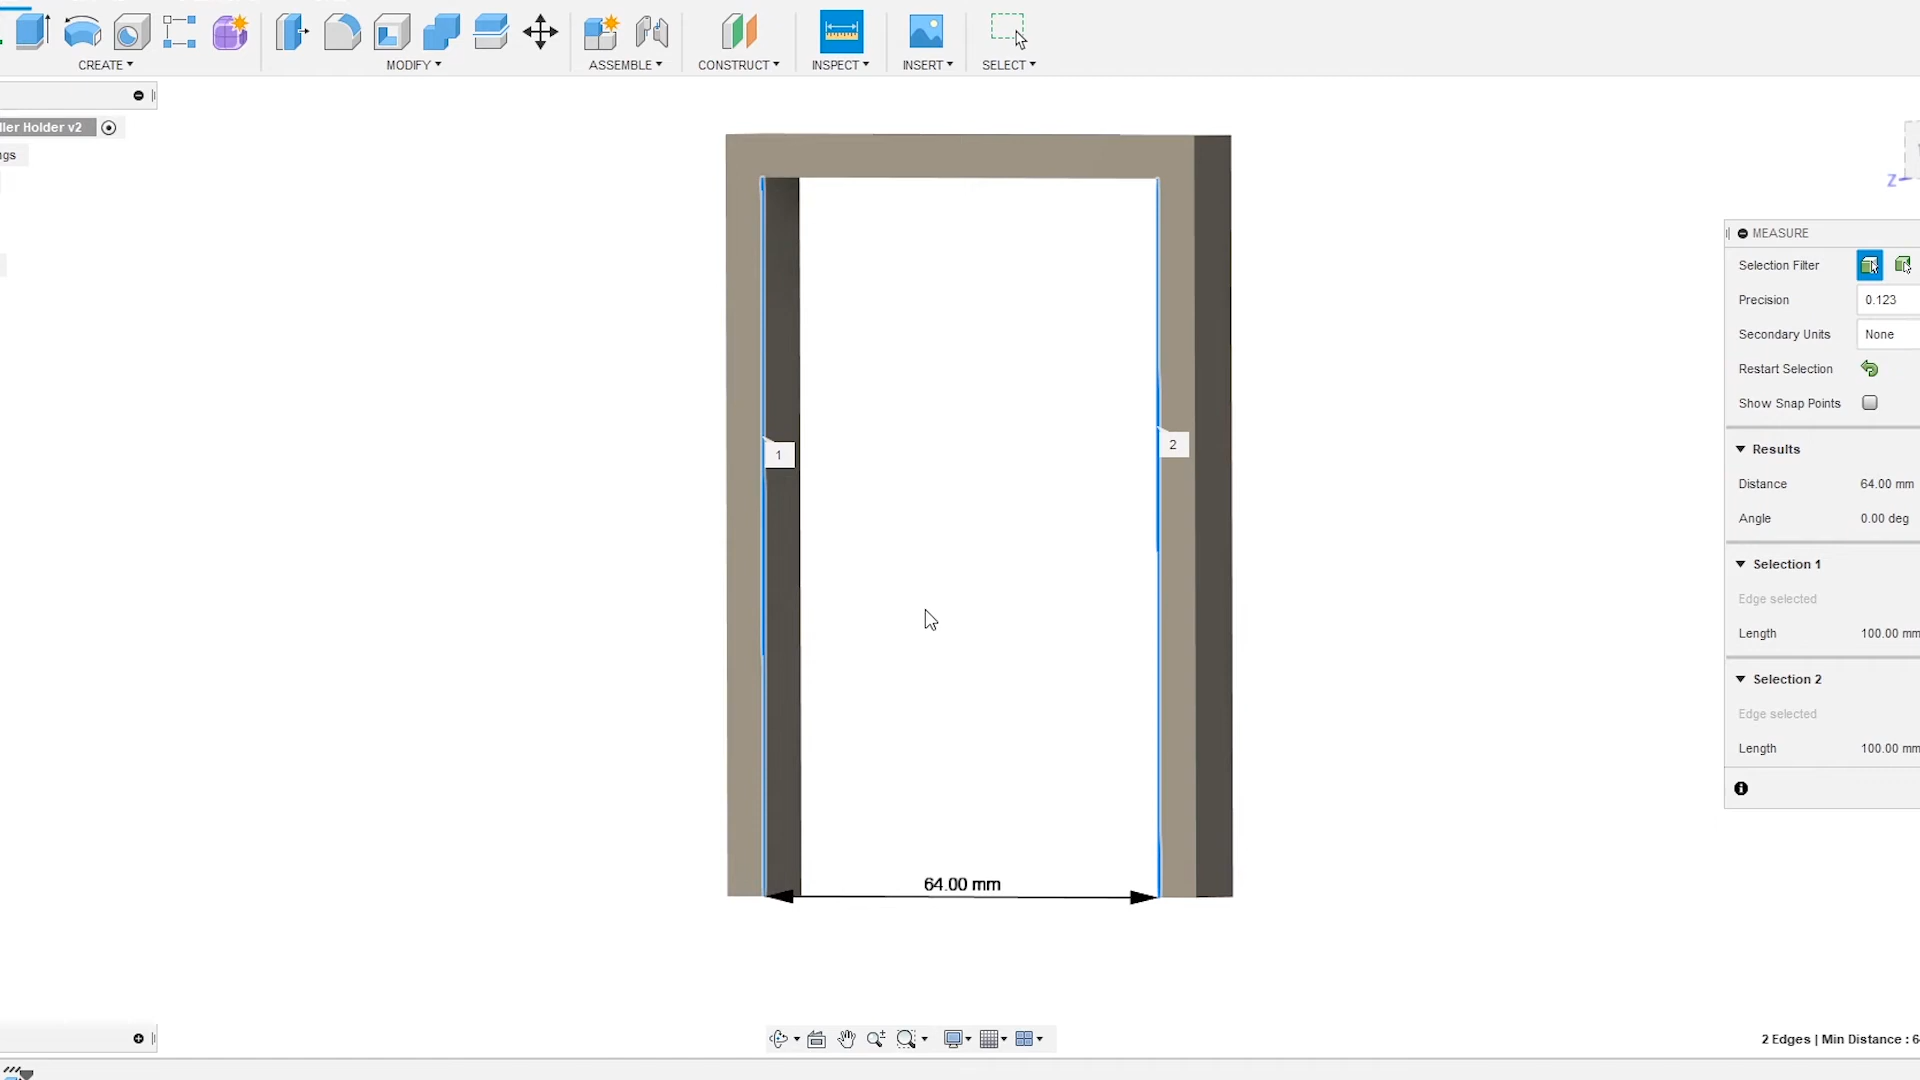 CREATE
MODIFY
ASSEMBLE
CONSTRUCT
INSPECT
INSERT
SELECT
ller Holder v2
ngs
Z
MEASURE
Selection Filter
Precision 0.123
Secondary Units None
Restart Selection
Show Snap Points
Results
Distance 64.00 mm
Angle 0.00 deg
Selection 1
Edge selected
Length 100.00 mm
Selection 2
Edge selected
Length 100.00 mm
1
2
64.00 mm
2 Edges | Min Distance : 6